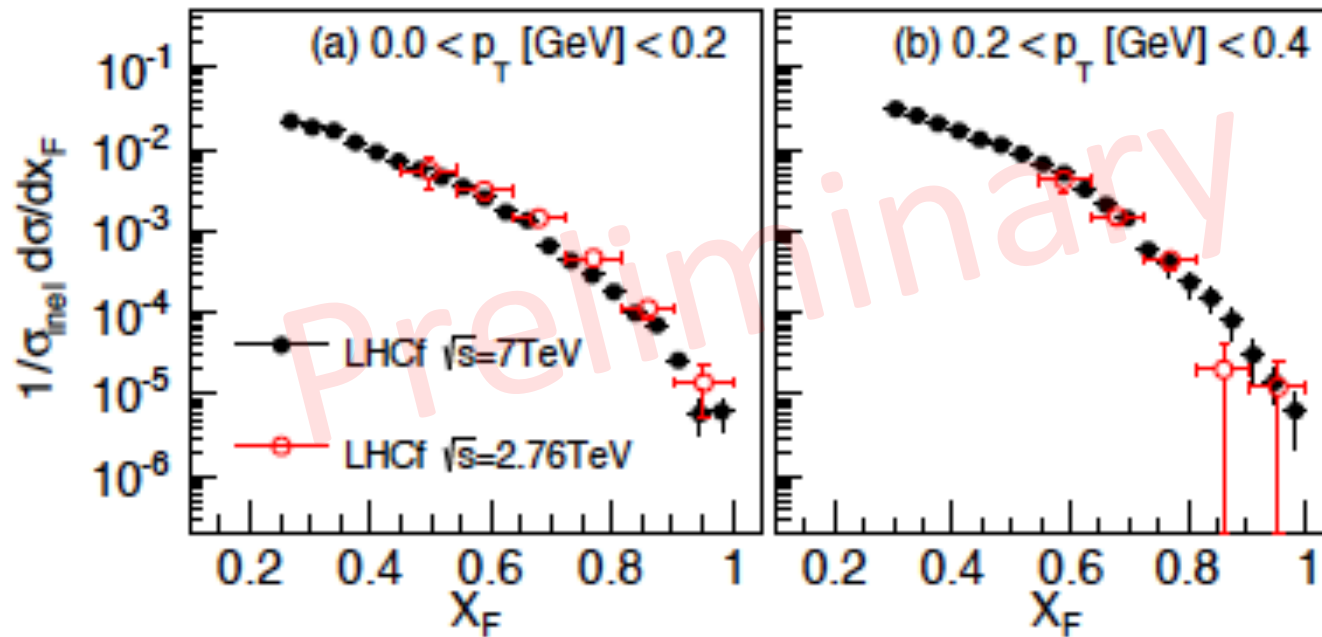 (a) 0.0 < p_T [GeV] < 0.2
(b) 0.2 < p_T [GeV] < 0.4
1/σ_inel dσ/dx_F
10^-1
10^-2
10^-3
10^-4
10^-5
10^-6
Preliminary
LHCf √s=7TeV
LHCf √s=2.76TeV
0.2 0.4 0.6 0.8 1
0.2 0.4 0.6 0.8 1
X_F
X_F